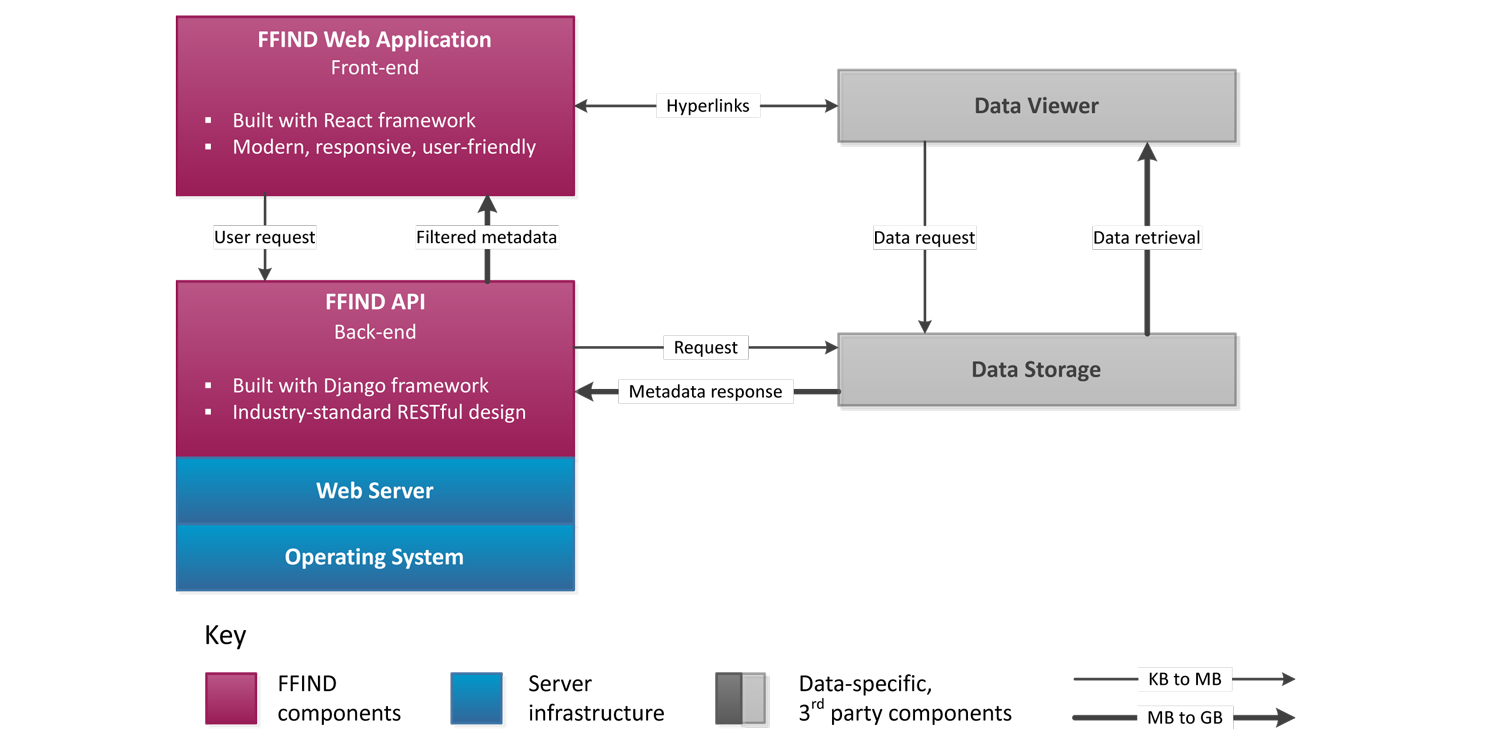 FFIND Web Application
Front-end
▪ Built with React framework
▪ Modern, responsive, user-friendly
Hyperlinks
Data Viewer
User request
Filtered metadata
Data request
Data retrieval
FFIND API
Back-end
▪ Built with Django framework
▪ Industry-standard RESTful design
Request
Metadata response
Data Storage
Web Server
Operating System
Key
FFIND
components
Server
infrastructure
Data-specific,
3rd party components
KB to MB
MB to GB